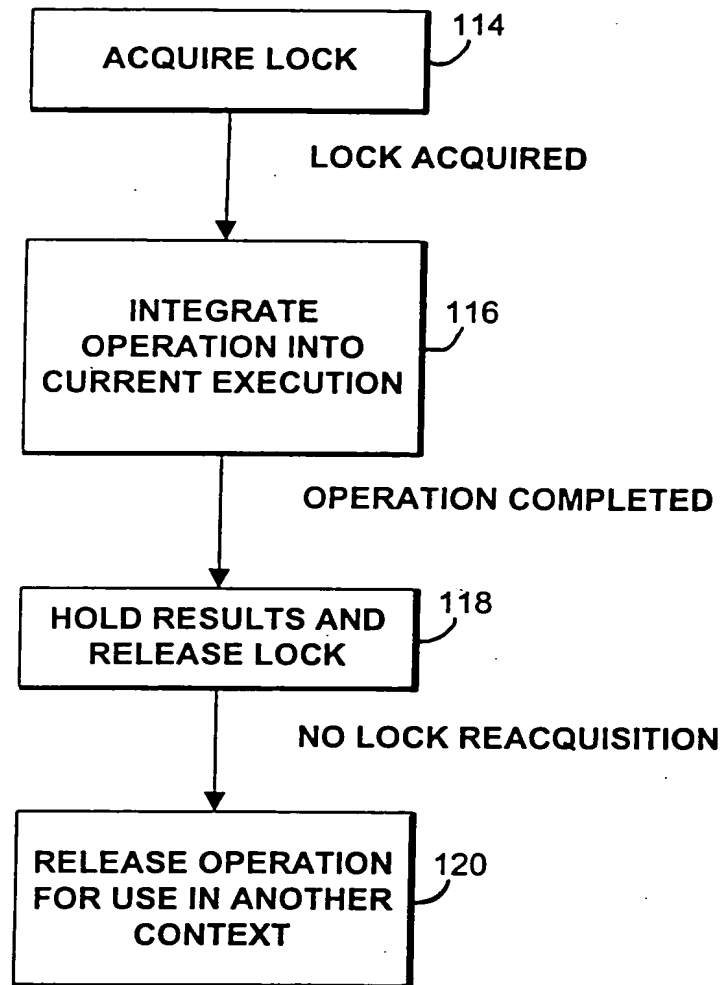 ACQUIRE LOCK
114
LOCK ACQUIRED
INTEGRATE
OPERATION INTO
CURRENT EXECUTION
116
OPERATION COMPLETED
HOLD RESULTS AND
RELEASE LOCK
118
NO LOCK REACQUISITION
RELEASE OPERATION
FOR USE IN ANOTHER
CONTEXT
120